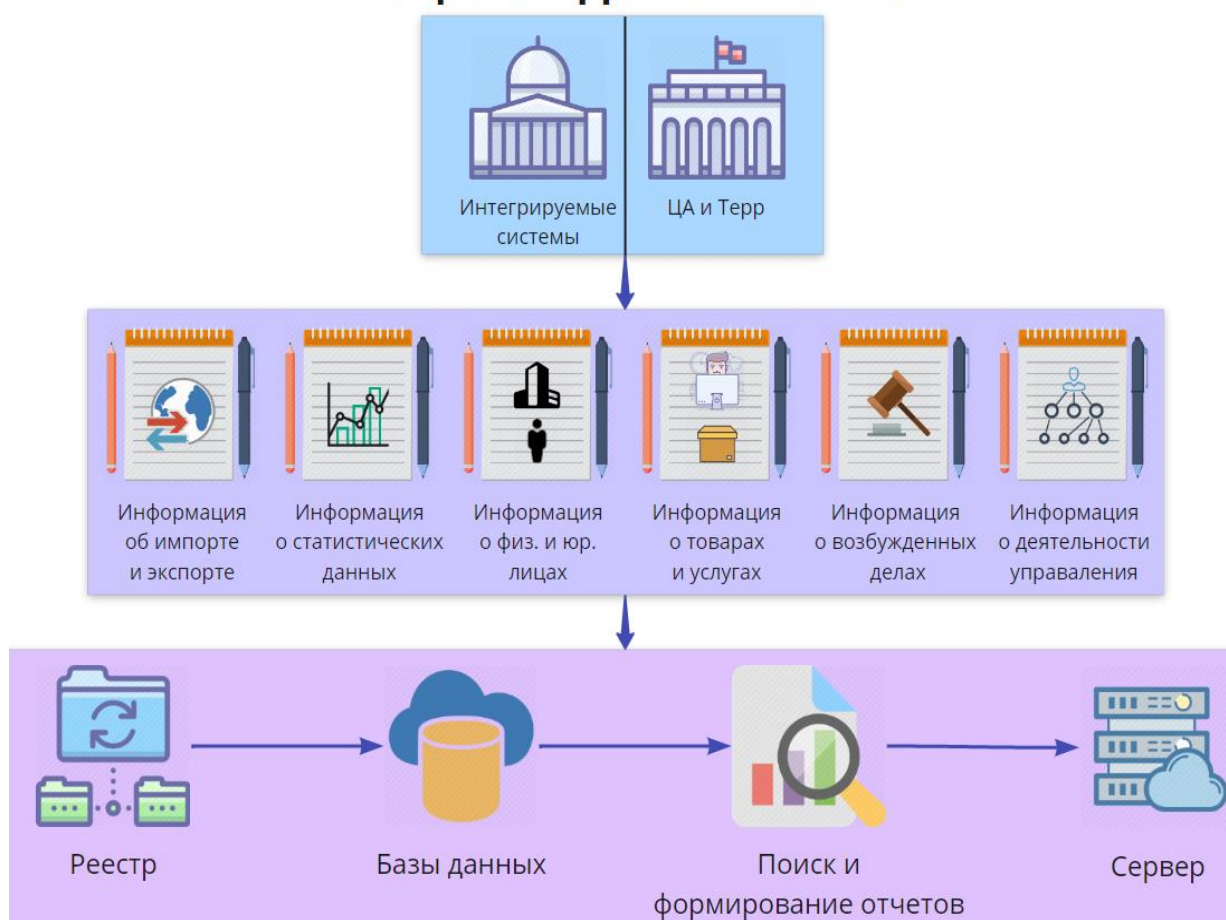 Интегрируемые
системы
ЦА и Терр
Информация
об импорте
и экспорте
Информация
о статистических
данных
Информация
о физ. и юр.
лицах
Информация
о товарах
и услугах
Информация
о возбужденных
делах
Информация
о деятельности
управаления
Реестр
Базы данных
Поиск и
формирование отчетов
Сервер